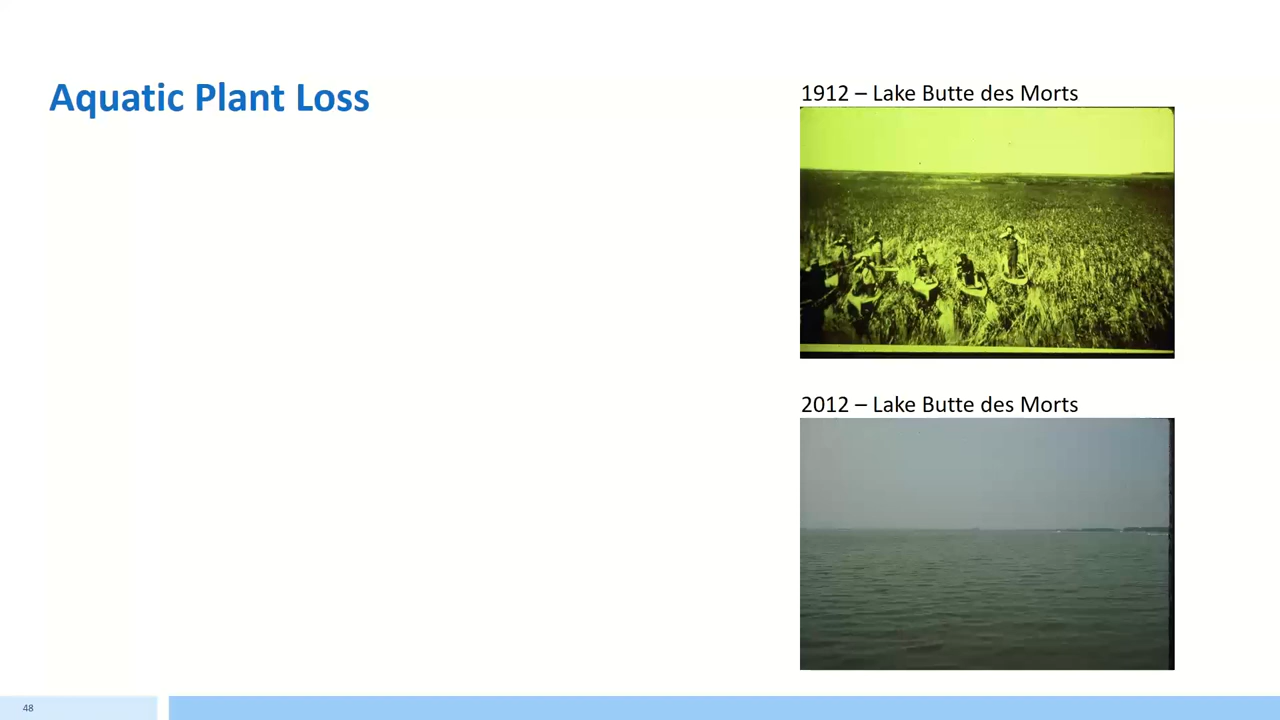 Aquatic Plant Loss
1912 – Lake Butte des Morts
2012 – Lake Butte des Morts
48